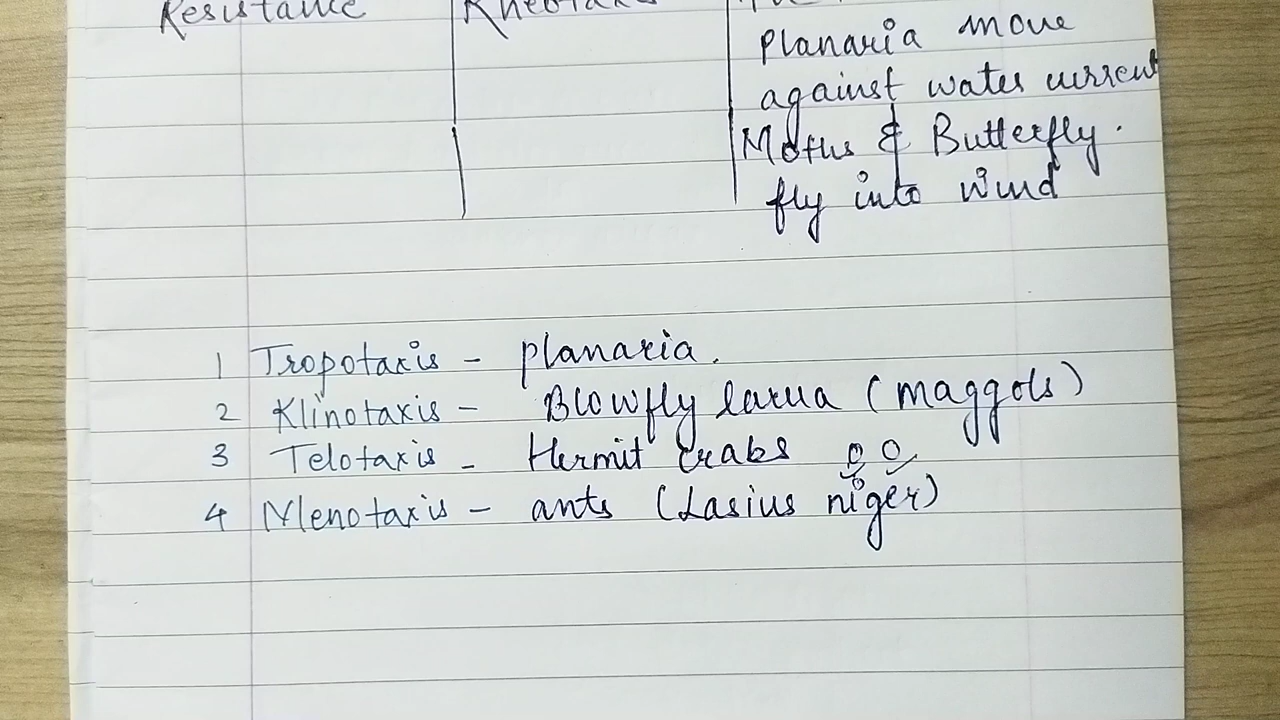 Resistance
planaria move
against water current
Moths & Butterfly.
fly into wind
1 Tropotaxis - planaria.
2 Klinotaxis - Blowfly larva (maggots)
3 Telotaxis - Hermit crabs
4 Menotaxis - ants (Lasius niger)